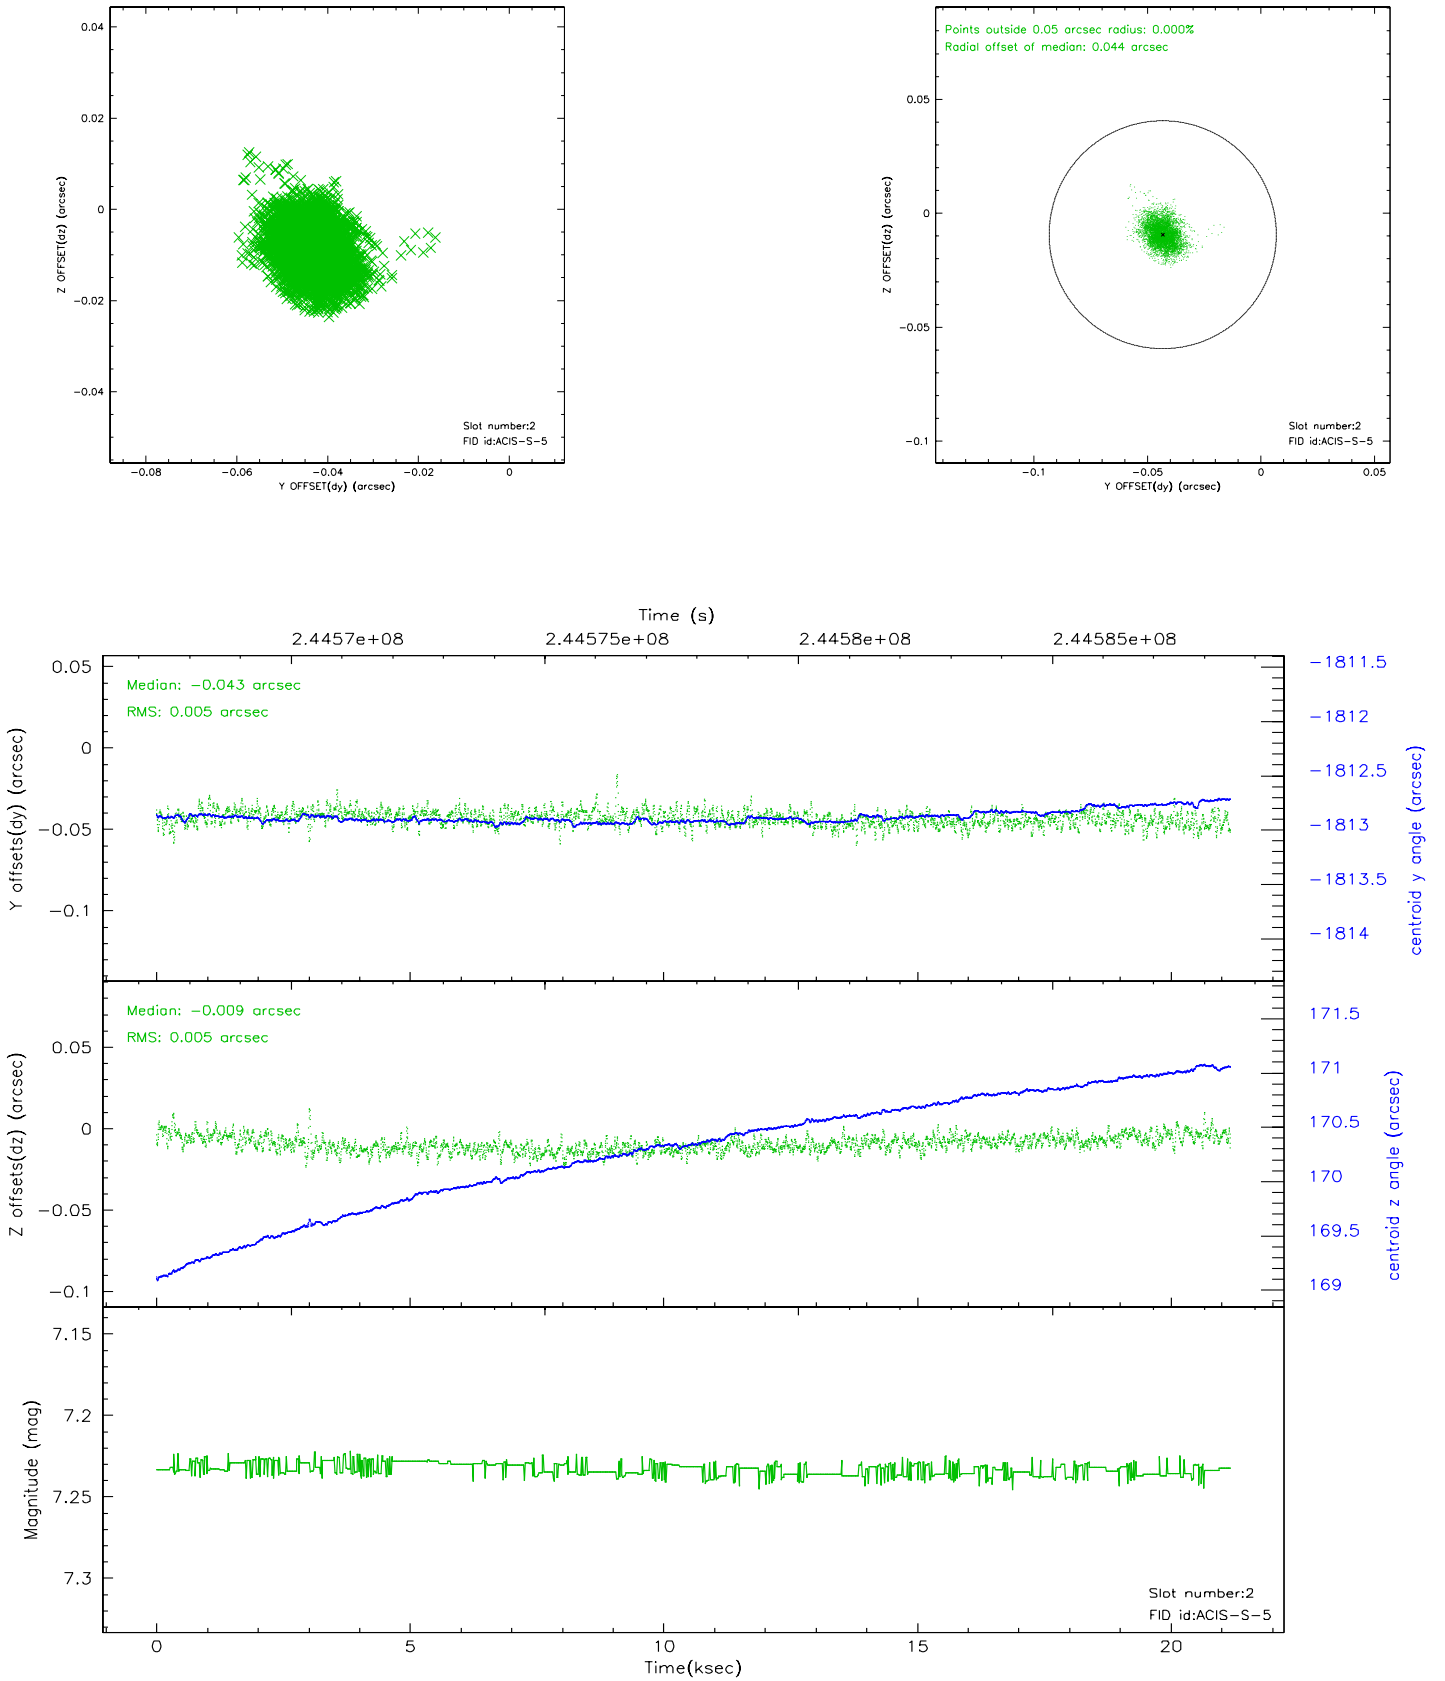 0.04
0.02
0
−0.02
−0.04
Z OFFSET(dz) (arcsec)
Slot number:2
FID id:ACIS−S−5
−0.08 −0.06 −0.04 −0.02 0
Y OFFSET(dy) (arcsec)
Points outside 0.05 arcsec radius: 0.000%
Radial offset of median: 0.044 arcsec
0.05
0
−0.05
−0.1
Z OFFSET(dz) (arcsec)
Slot number:2
FID id:ACIS−S−5
−0.1 −0.05 0 0.05
Y OFFSET(dy) (arcsec)
Time (s)
2.4457e+08 2.44575e+08 2.4458e+08 2.44585e+08
Median: −0.043 arcsec
RMS: 0.005 arcsec
0.05
0
−0.05
−0.1
Y offsets(dy) (arcsec)
−1811.5
−1812
−1812.5
−1813
−1813.5
−1814
centroid y angle (arcsec)
Median: −0.009 arcsec
RMS: 0.005 arcsec
0.05
0
−0.05
−0.1
Z offsets(dz) (arcsec)
171.5
171
170.5
170
169.5
169
centroid z angle (arcsec)
7.15
7.2
7.25
7.3
Magnitude (mag)
Slot number:2
FID id:ACIS−S−5
0 5 10 15 20
Time(ksec)